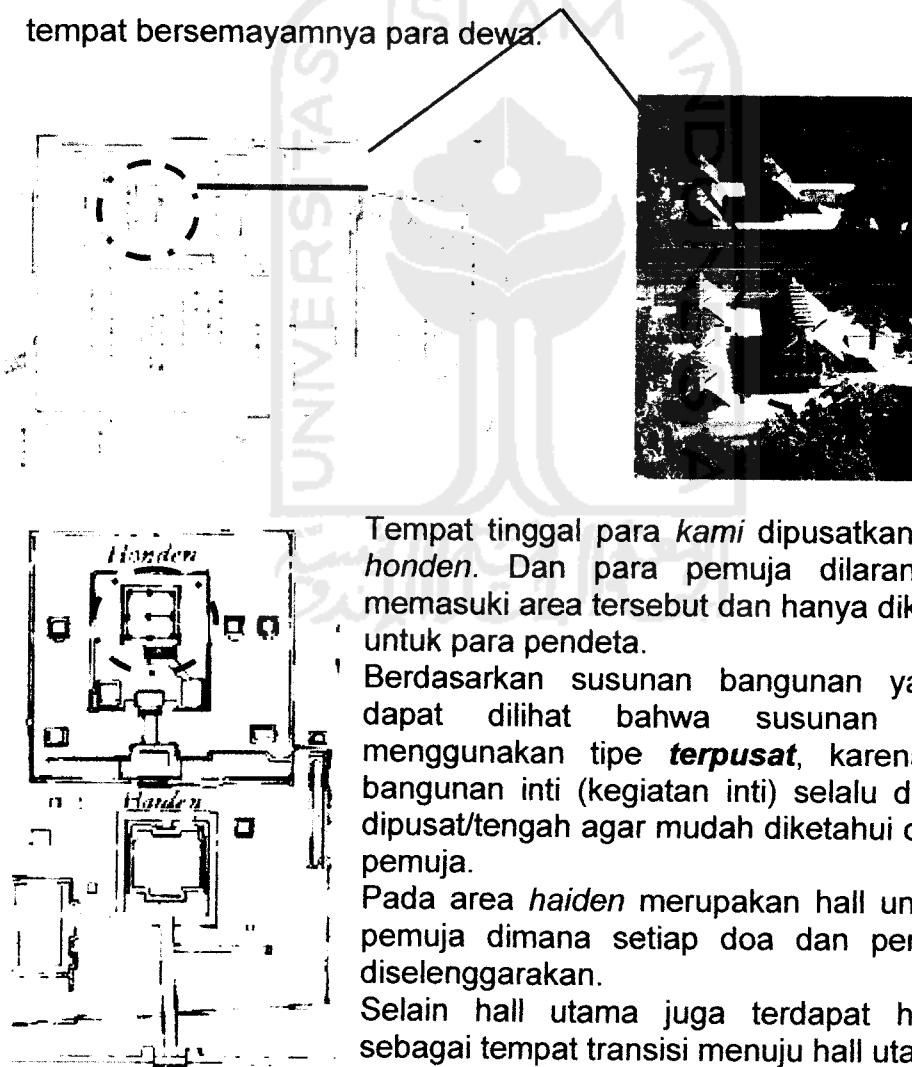 ISLAM
UNIVERSITAS
INDONESIA
tempat bersemayamnya para dewa.
Honden
Haiden
Tempat tinggal para kami dipusatkan
honden. Dan para pemuja dilaran
memasuki area tersebut dan hanya dik
untuk para pendeta.
Berdasarkan susunan bangunan ya
dapat dilihat bahwa susunan
menggunakan tipe terpusat, karen
bangunan inti (kegiatan inti) selalu d
dipusat/tengah agar mudah diketahui
pemuja.
Pada area haiden merupakan hall un
pemuja dimana setiap doa dan per
diselenggarakan.
Selain hall utama juga terdapat h
sebagai tempat transisi menuju hall uta